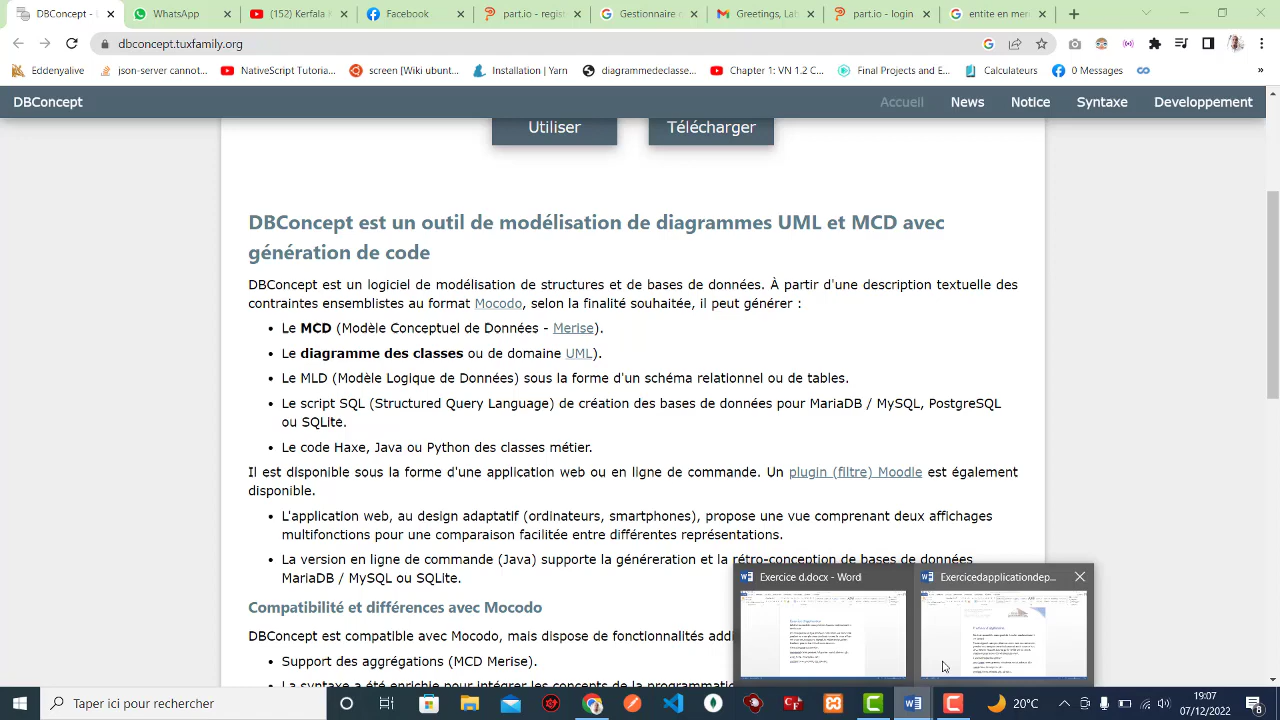 DBConcept -
WhatsApp
(152) Kerfala K
Facebook
part.io - regist
Gestionnaire d
Greetings, Lab
part.io - login
entite en meri
dbconcept.tuxfamily.org
Eddenyalive
json-server cannot...
NativeScript Tutoria...
screen [Wiki ubot...
Installation | Yarn
diagrammedeclasse...
Chapter 1: VN 1.2 C...
Final Projects and E...
Calculateurs
0 Messages
»
DBConcept
Accueil
News
Notice
Syntaxe
Developpement
Utiliser
Télécharger
DBConcept est un outil de modélisation de diagrammes UML et MCD avec
génération de code
DBConcept est un logiciel de modélisation de structures et de bases de données. À partir d'une description textuelle des
contraintes ensemblistes au format Mocodo, selon la finalité souhaitée, il peut générer :
• Le MCD (Modèle Conceptuel de Données - Merise).
• Le diagramme des classes ou de domaine UML).
• Le MLD (Modèle Logique de Données) sous la forme d'un schéma relationnel ou de tables.
• Le script SQL (Structured Query Language) de création des bases de données pour MariaDB / MySQL, PostgreSQL
ou SQLite.
• Le code Haxe, Java ou Python des classes métier.
Il est disponible sous la forme d'une application web ou en ligne de commande. Un plugin (filtre) Moodle est également
disponible.
• L'application web, au design adaptatif (ordinateurs, smartphones), propose une vue comprenant deux affichages
multifonctions pour une comparaison facilitée entre différentes représentations.
• La version en ligne de commande (Java) supporte la généreration et la rétro-conception de bases de données
MariaDB / MySQL ou SQLite.
Exercice d.docx - Word
Exercicedapplicationdep...
Compatibilité et différences avec Mocodo
DBConcept est compatible avec Mocodo, mais dispose de fonctionnalités addi
des aggrégations (MCD Merise).
Taper ici pour rechercher
20°C
19:07
07/12/2022
8